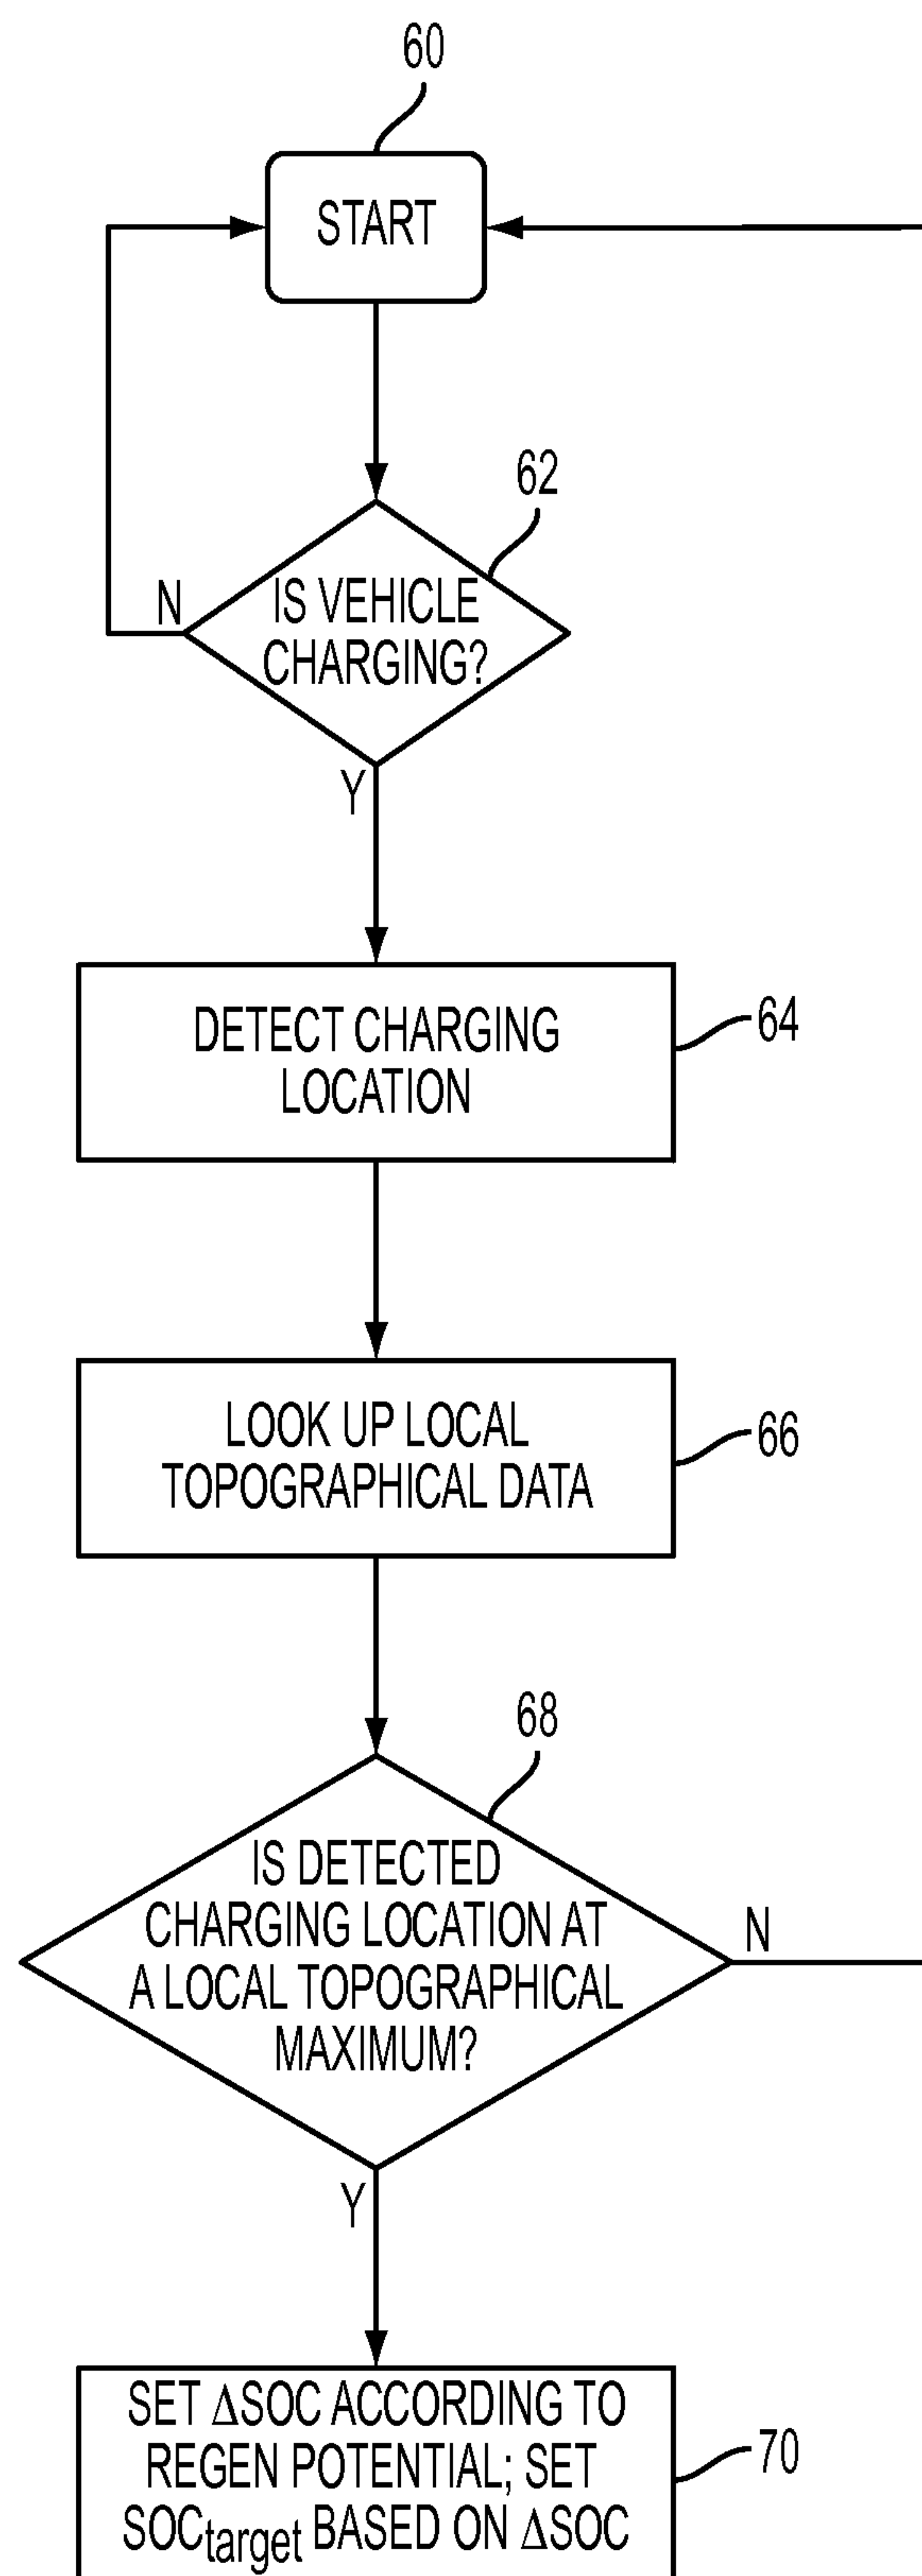 60
START
62
N
IS VEHICLE
CHARGING?
Y
DETECT CHARGING
LOCATION
64
LOOK UP LOCAL
TOPOGRAPHICAL DATA
66
68
IS DETECTED
CHARGING LOCATION AT
A LOCAL TOPOGRAPHICAL
MAXIMUM?
N
Y
SET ΔSOC ACCORDING TO
REGEN POTENTIAL; SET
SOCtarget BASED ON ΔSOC
70